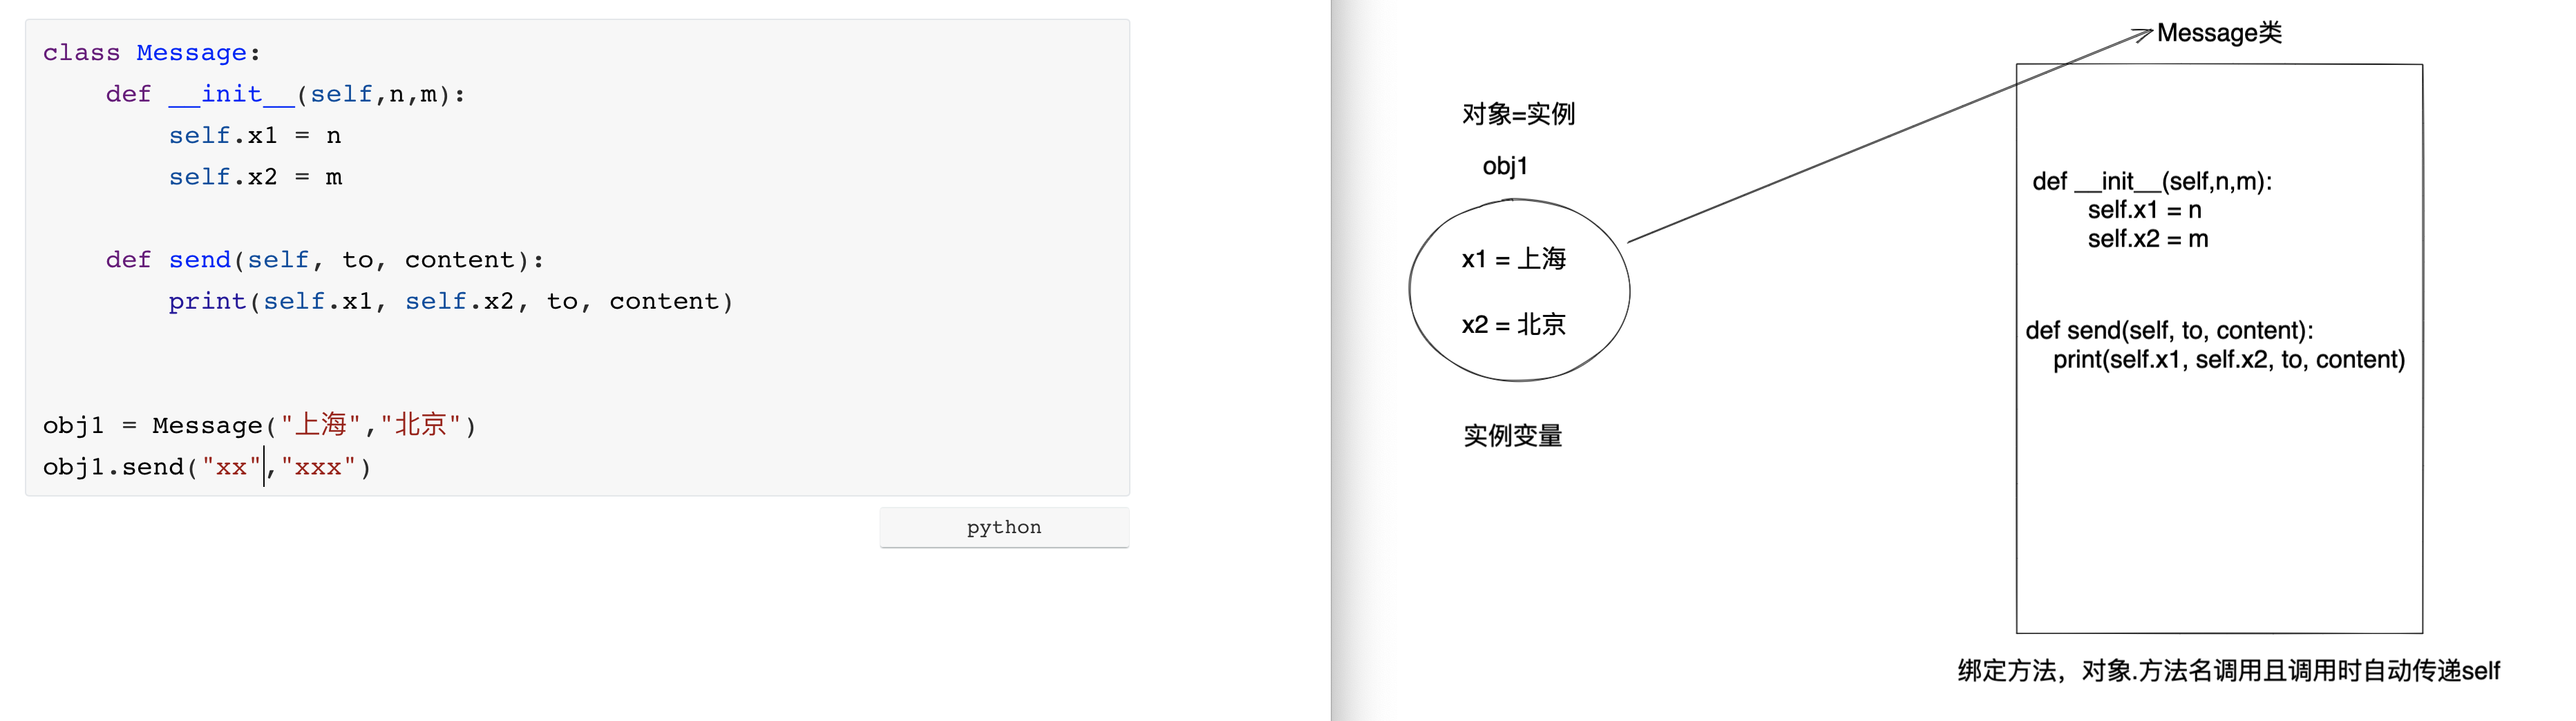 class Message:
    def __init__(self,n,m):
        self.x1 = n
        self.x2 = m
    def send(self, to, content):
        print(self.x1, self.x2, to, content)
obj1 = Message("上海","北京")
obj1.send("xx","xxx")
python
对象=实例
obj1
x1 = 上海
x2 = 北京
实例变量
Message类
def __init__(self,n,m):
        self.x1 = n
        self.x2 = m
def send(self, to, content):
    print(self.x1, self.x2, to, content)
绑定方法，对象.方法名调用且调用时自动传递self